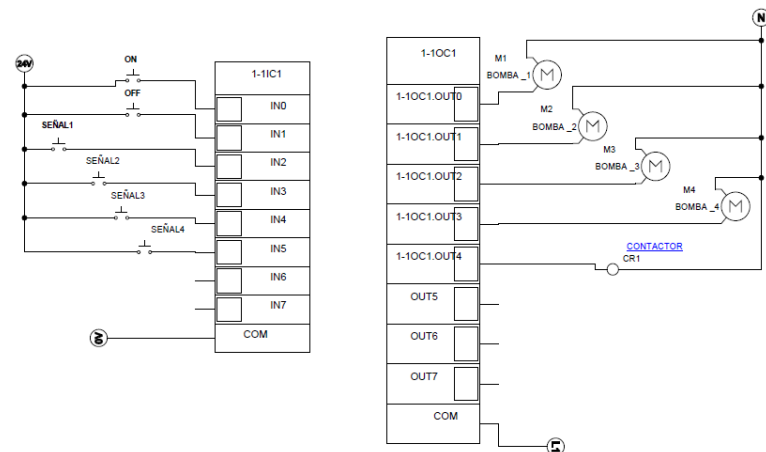 24V
ON
OFF
SEÑAL1
SEÑAL2
SEÑAL3
SEÑAL4
1-1IC1
IN0
IN1
IN2
IN3
IN4
IN5
IN6
IN7
COM
0V
1-1OC1
1-1OC1.OUT0
1-1OC1.OUT1
1-1OC1.OUT2
1-1OC1.OUT3
1-1OC1.OUT4
OUT5
OUT6
OUT7
COM
L1
N
M1
BOMBA _1
M
M2
BOMBA _2
M
M3
BOMBA _3
M
M4
BOMBA _4
M
CONTACTOR
CR1